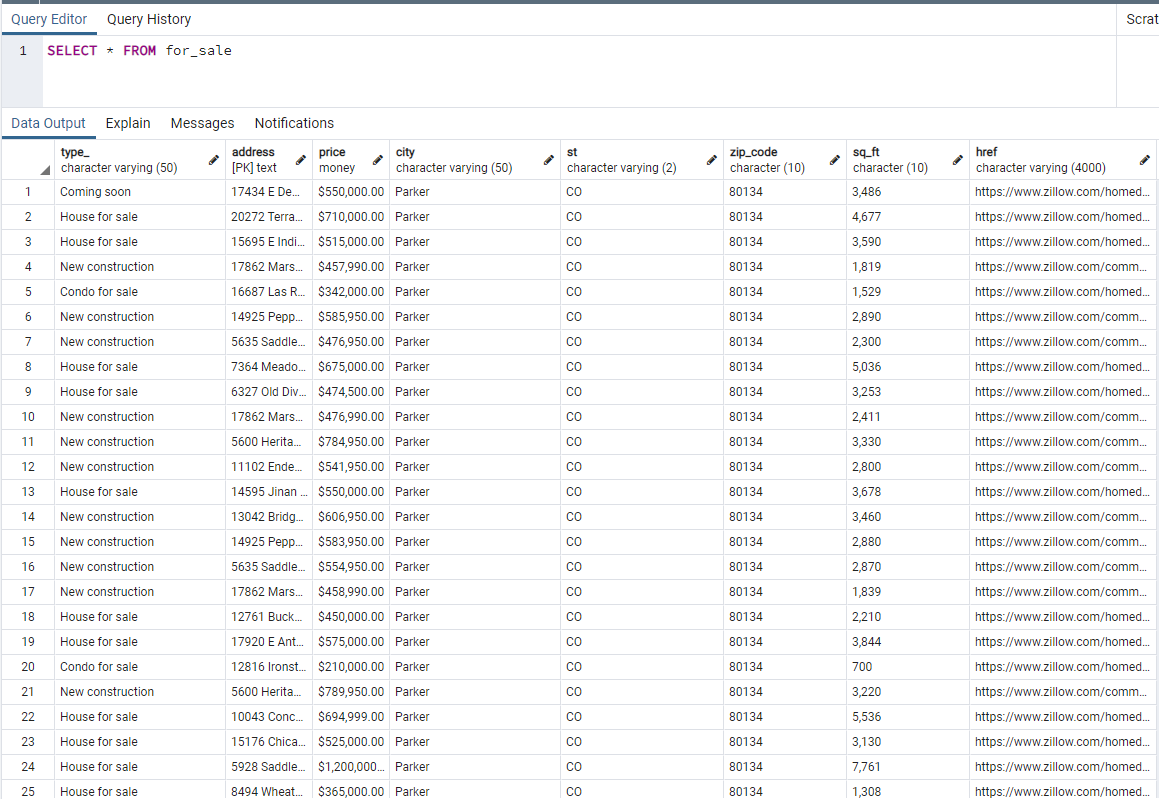 Query Editor Query History Scrat
1 SELECT * FROM for_sale
Data Output Explain Messages Notifications
type_ address price city st zip_code sq_ft href
character varying (50) [PK] text money character varying (50) character varying (2) character (10) character (10) character varying (4000)
1 Coming soon 17434 E De... $550,000.00 Parker CO 80134 3,486 https://www.zillow.com/homed...
2 House for sale 20272 Terra... $710,000.00 Parker CO 80134 4,677 https://www.zillow.com/homed...
3 House for sale 15695 E Indi... $515,000.00 Parker CO 80134 3,590 https://www.zillow.com/homed...
4 New construction 17862 Mars... $457,990.00 Parker CO 80134 1,819 https://www.zillow.com/comm...
5 Condo for sale 16687 Las R... $342,000.00 Parker CO 80134 1,529 https://www.zillow.com/homed...
6 New construction 14925 Pepp... $585,950.00 Parker CO 80134 2,890 https://www.zillow.com/comm...
7 New construction 5635 Saddle... $476,950.00 Parker CO 80134 2,300 https://www.zillow.com/comm...
8 House for sale 7364 Meado... $675,000.00 Parker CO 80134 5,036 https://www.zillow.com/homed...
9 House for sale 6327 Old Div... $474,500.00 Parker CO 80134 3,253 https://www.zillow.com/homed...
10 New construction 17862 Mars... $476,990.00 Parker CO 80134 2,411 https://www.zillow.com/comm...
11 New construction 5600 Herita... $784,950.00 Parker CO 80134 3,330 https://www.zillow.com/comm...
12 New construction 11102 Ende... $541,950.00 Parker CO 80134 2,800 https://www.zillow.com/comm...
13 House for sale 14595 Jinan ... $550,000.00 Parker CO 80134 3,678 https://www.zillow.com/homed...
14 New construction 13042 Bridg... $606,950.00 Parker CO 80134 3,460 https://www.zillow.com/comm...
15 New construction 14925 Pepp... $583,950.00 Parker CO 80134 2,880 https://www.zillow.com/comm...
16 New construction 5635 Saddle... $554,950.00 Parker CO 80134 2,870 https://www.zillow.com/comm...
17 New construction 17862 Mars... $458,990.00 Parker CO 80134 1,839 https://www.zillow.com/comm...
18 House for sale 12761 Buck... $450,000.00 Parker CO 80134 2,210 https://www.zillow.com/homed...
19 House for sale 17920 E Ant... $575,000.00 Parker CO 80134 3,844 https://www.zillow.com/homed...
20 Condo for sale 12816 Ironst... $210,000.00 Parker CO 80134 700 https://www.zillow.com/homed...
21 New construction 5600 Herita... $789,950.00 Parker CO 80134 3,220 https://www.zillow.com/comm...
22 House for sale 10043 Conc... $694,999.00 Parker CO 80134 5,536 https://www.zillow.com/homed...
23 House for sale 15176 Chica... $525,000.00 Parker CO 80134 3,130 https://www.zillow.com/homed...
24 House for sale 5928 Saddle... $1,200,000... Parker CO 80134 7,761 https://www.zillow.com/homed...
25 House for sale 8494 Wheat... $365,000.00 Parker CO 80134 1,308 https://www.zillow.com/homed...